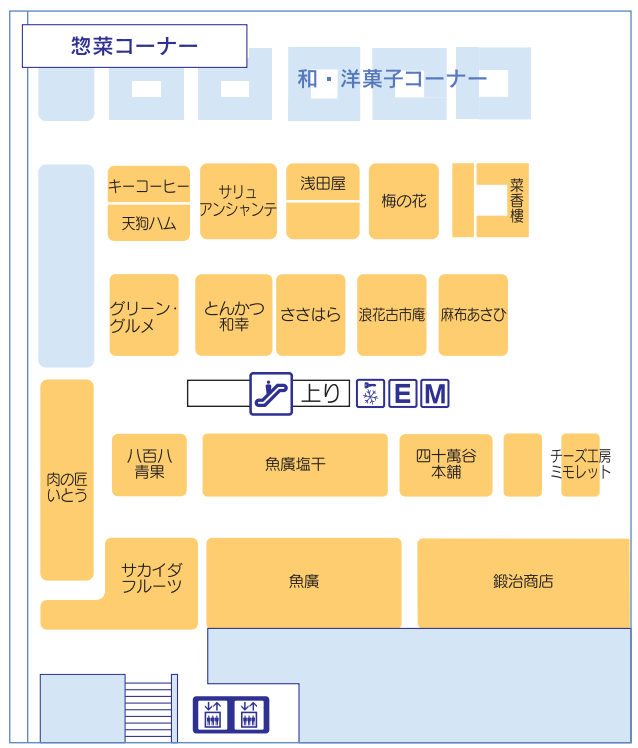 惣菜コーナー
和・洋菓子コーナー
キーコーヒー
天狗ハム
サリュ
アンシャンテ
浅田屋
梅の花
菜香樓
グリーン・
グルメ
とんかつ
和幸
ささはら
浪花古市庵
麻布あさひ
上り
E
M
肉の匠
いとう
八百八
青果
魚廣塩干
四十萬谷
本舗
チーズ工房
ミモレット
サカイダ
フルーツ
魚廣
鍛治商店